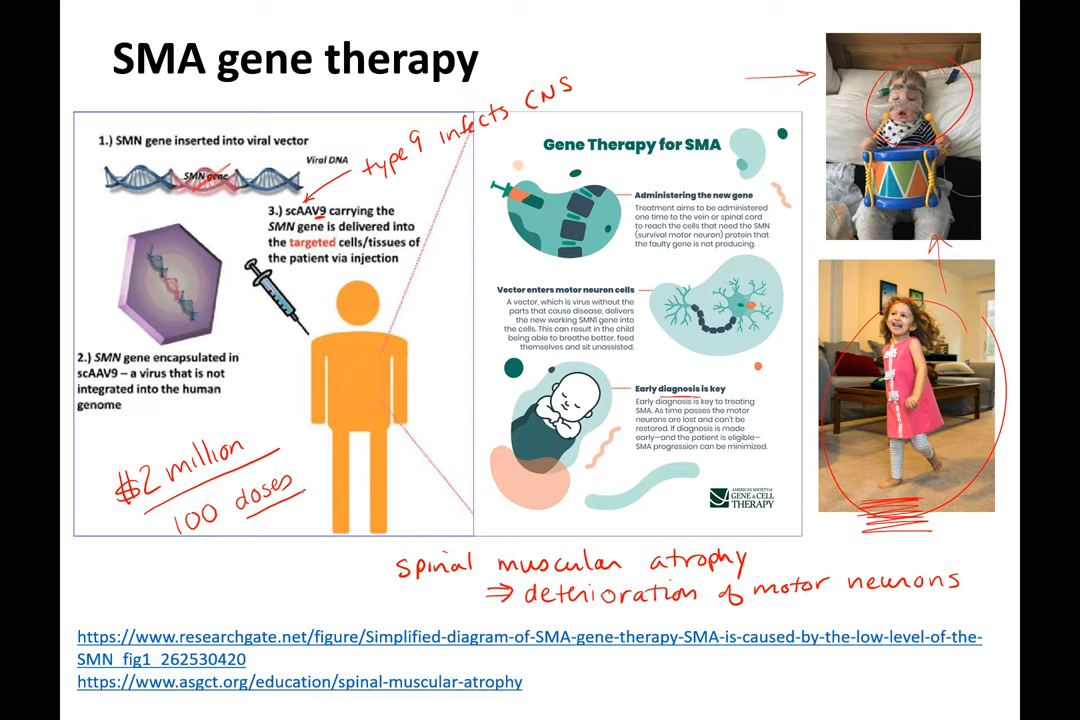 SMA gene therapy
type 9 infects CNS
1.) SMN gene inserted into viral vector
Viral DNA
SMN gene
3.) scAAV9 carrying the
SMN gene is delivered into
the targeted cells/tissues of
the patient via injection
2.) SMN gene encapsulated in
scAAV9 – a virus that is not
integrated into the human
genome
$2 million
100 doses
Gene Therapy for SMA
Administering the new gene
Treatment aims to be administered
one time to the vein or spinal cord
to reach the cells that need the SMN
(survival motor neuron) protein that
the faulty gene is not producing.
Vector enters motor neuron cells
A vector, which is virus without the
parts that cause disease, delivers
the new working SMN1 gene into
the cells. This can result in the child
being able to breathe better, feed
themselves and sit unassisted.
Early diagnosis is key
Early diagnosis is key to treating
SMA. As time passes the motor
neurons are lost and can't be
restored. If diagnosis is made
early—and the patient is eligible—
SMA progression can be minimized.
AMERICAN SOCIETY of
GENE & CELL
THERAPY
spinal muscular atrophy
⇒ deterioration of motor neurons
https://www.researchgate.net/figure/Simplified-diagram-of-SMA-gene-therapy-SMA-is-caused-by-the-low-level-of-the-
SMN_fig1_262530420
https://www.asgct.org/education/spinal-muscular-atrophy